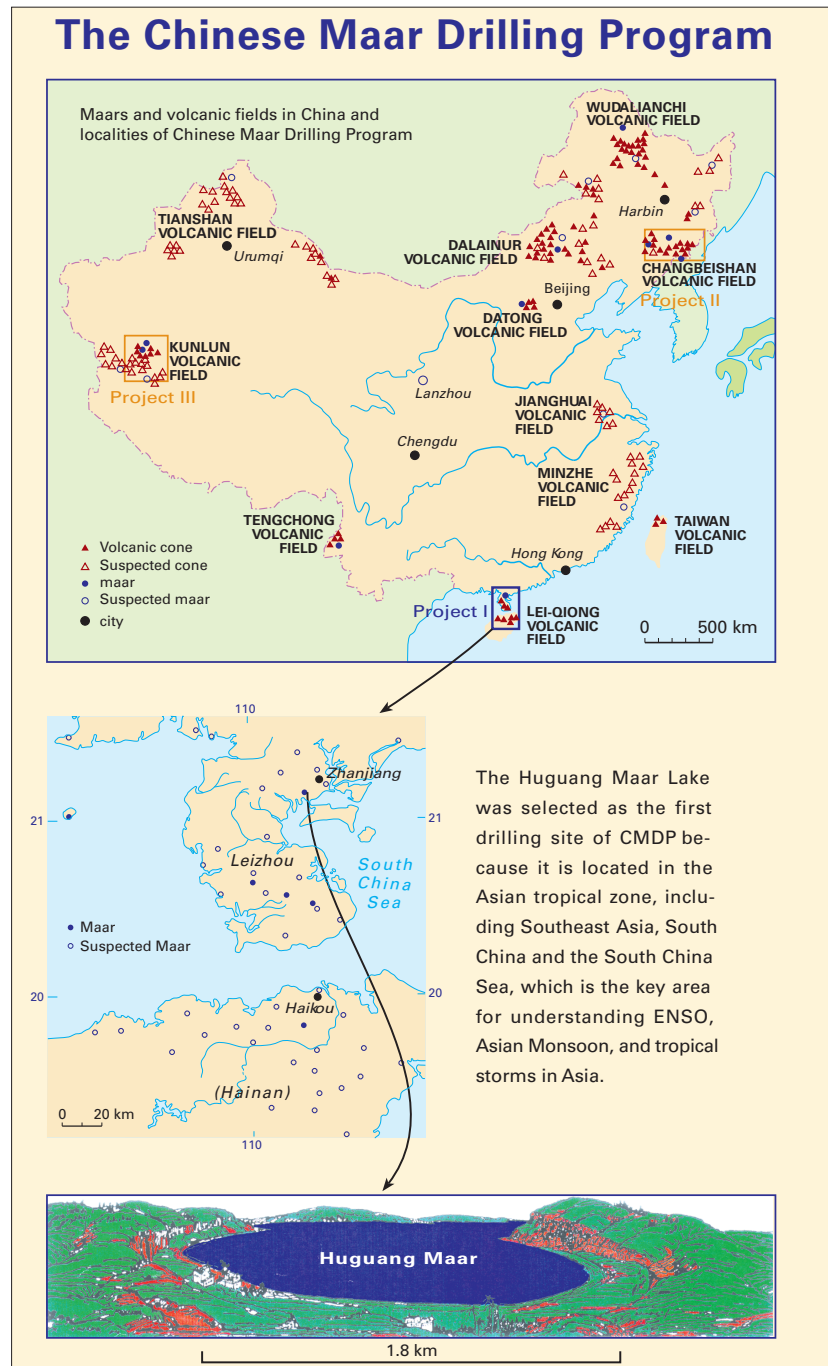 The Chinese Maar Drilling Program
Maars and volcanic fields in China and
localities of Chinese Maar Drilling Program
WUDALIANCHI
VOLCANIC FIELD
TIANSHAN
VOLCANIC FIELD
Urumqi
Harbin
DALAINUR
VOLCANIC FIELD
CHANGBEISHAN
VOLCANIC FIELD
Project II
Beijing
DATONG
VOLCANIC FIELD
KUNLUN
VOLCANIC
FIELD
Project III
Lanzhou
JIANGHUAI
VOLCANIC
FIELD
Chengdu
MINZHE
VOLCANIC
FIELD
TENGCHONG
VOLCANIC
FIELD
TAIWAN
VOLCANIC
FIELD
Hong Kong
Volcanic cone
Suspected cone
maar
Suspected maar
city
Project I
LEI-QIONG
VOLCANIC
FIELD
0 500 km
110
Zhanjiang
21
21
Leizhou
South
China
Sea
Maar
Suspected Maar
20
20
Haikou
(Hainan)
0 20 km
110
The Huguang Maar Lake
was selected as the first
drilling site of CMDP be-
cause it is located in the
Asian tropical zone, inclu-
ding Southeast Asia, South
China and the South China
Sea, which is the key area
for understanding ENSO,
Asian Monsoon, and tropical
storms in Asia.
Huguang Maar
1.8 km